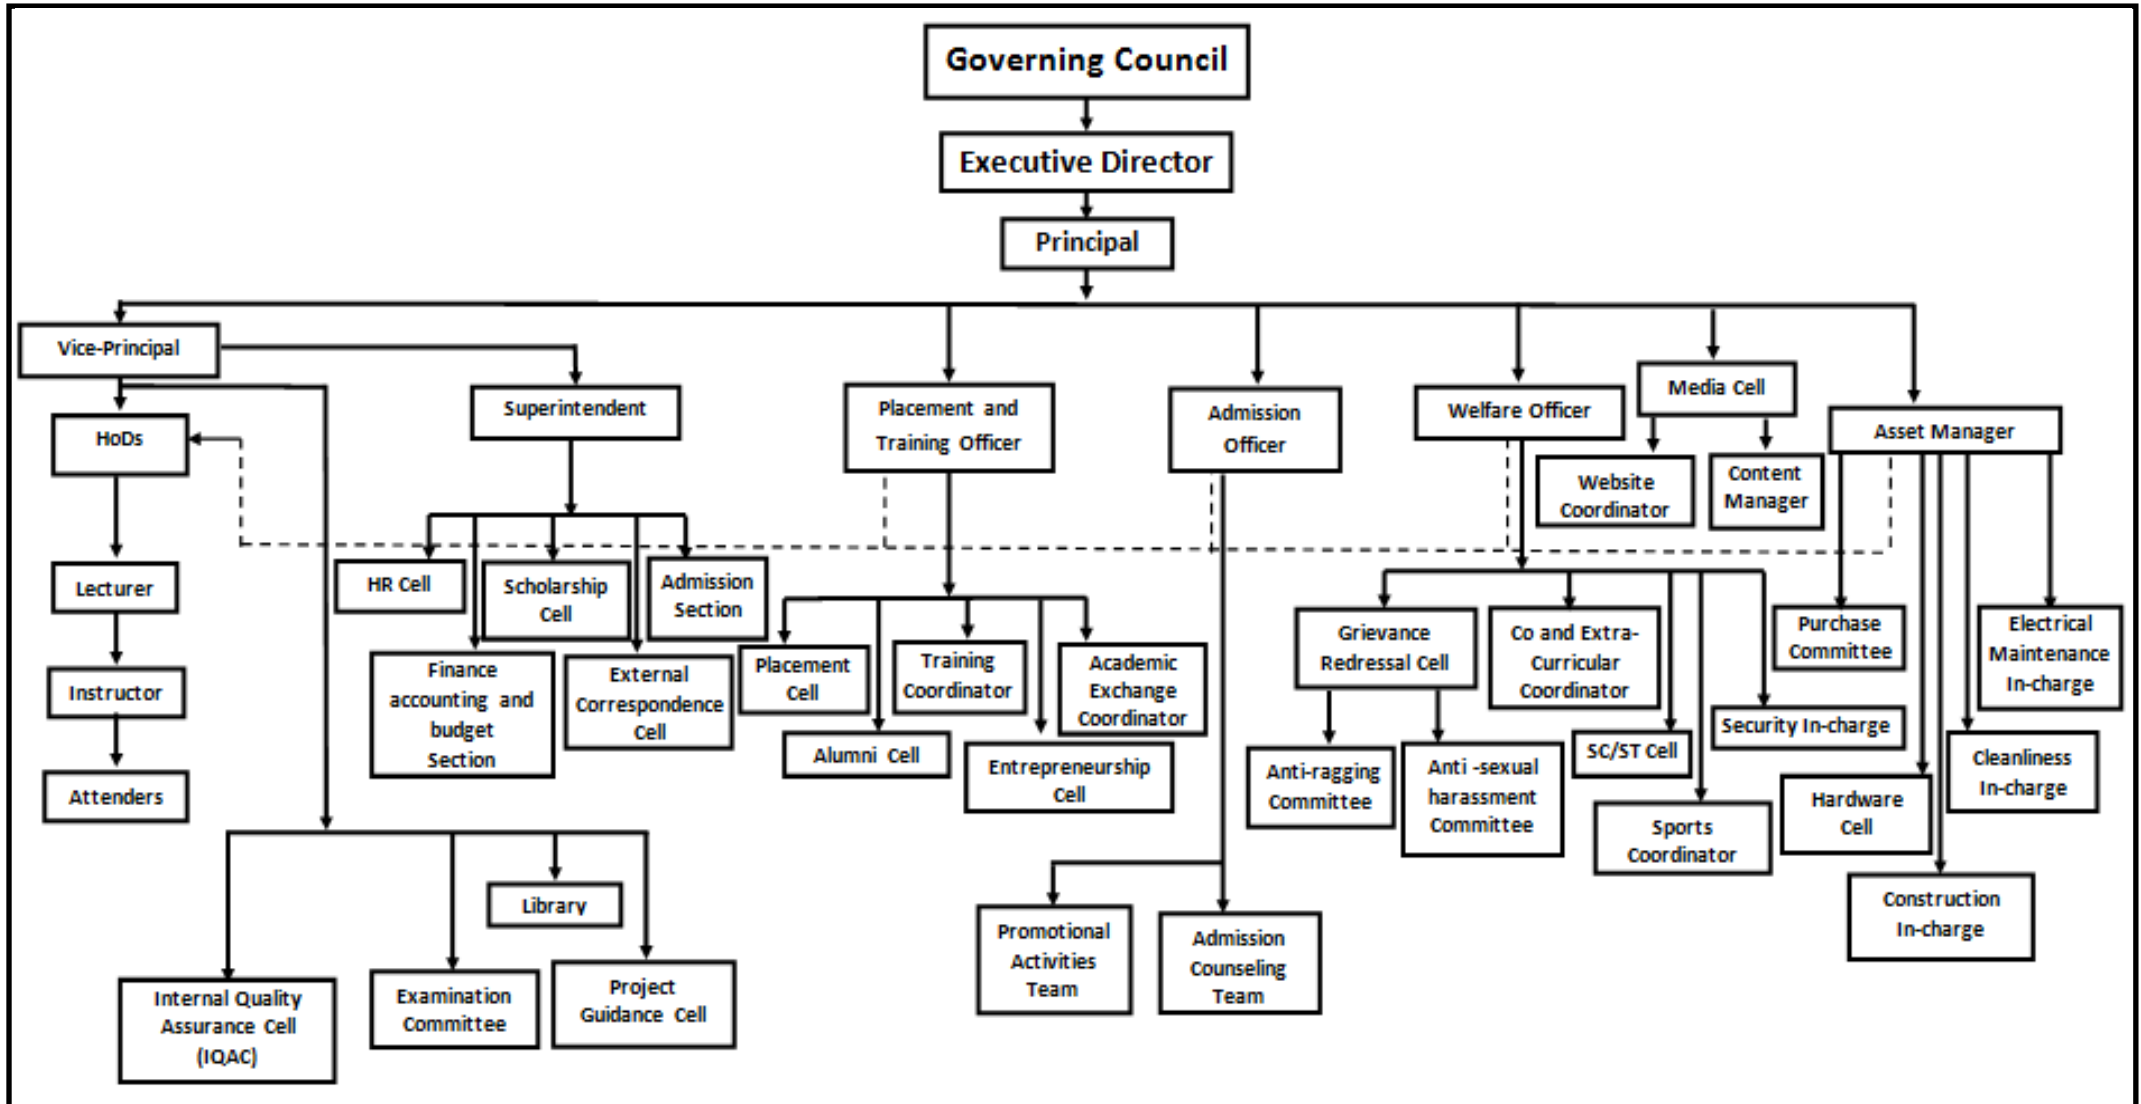 Governing Council
Executive Director
Principal
Vice-Principal
Superintendent
Placement and
Training Officer
Admission
Officer
Welfare Officer
Media Cell
Asset Manager
HoDs
Website
Coordinator
Content
Manager
Lecturer
Instructor
Attenders
HR Cell
Scholarship
Cell
Admission
Section
Finance
accounting and
budget
Section
External
Correspondence
Cell
Placement
Cell
Training
Coordinator
Academic
Exchange
Coordinator
Alumni Cell
Entrepreneurship
Cell
Grievance
Redressal Cell
Co and Extra-
Curricular
Coordinator
Purchase
Committee
Electrical
Maintenance
In-charge
Security In-charge
SC/ST Cell
Cleanliness
In-charge
Anti-ragging
Committee
Anti -sexual
harassment
Committee
Sports
Coordinator
Hardware
Cell
Construction
In-charge
Library
Internal Quality
Assurance Cell
(IQAC)
Examination
Committee
Project
Guidance Cell
Promotional
Activities
Team
Admission
Counseling
Team